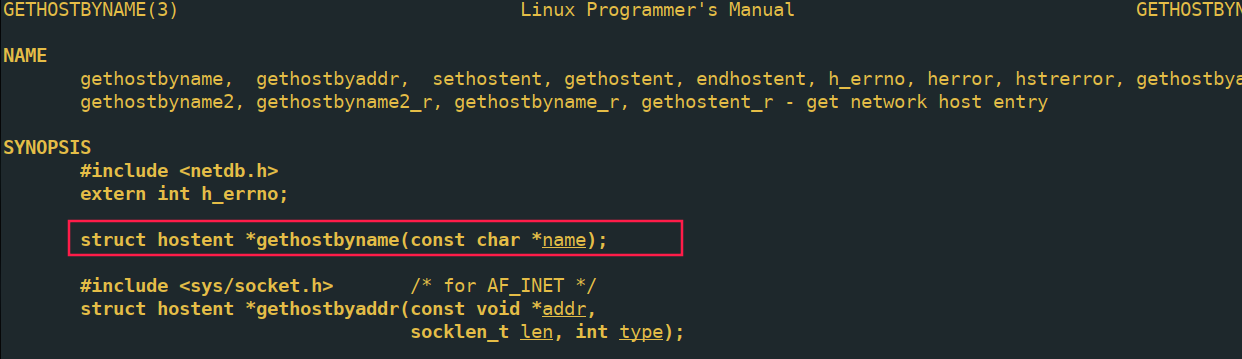 GETHOSTBYNAME(3) Linux Programmer's Manual GETHOSTBYN
NAME
gethostbyname, gethostbyaddr, sethostent, gethostent, endhostent, h_errno, herror, hstrerror, gethostbya
gethostbyname2, gethostbyname2_r, gethostbyname_r, gethostent_r - get network host entry
SYNOPSIS
#include <netdb.h>
extern int h_errno;
struct hostent *gethostbyname(const char *name);
#include <sys/socket.h> /* for AF_INET */
struct hostent *gethostbyaddr(const void *addr,
socklen_t len, int type);